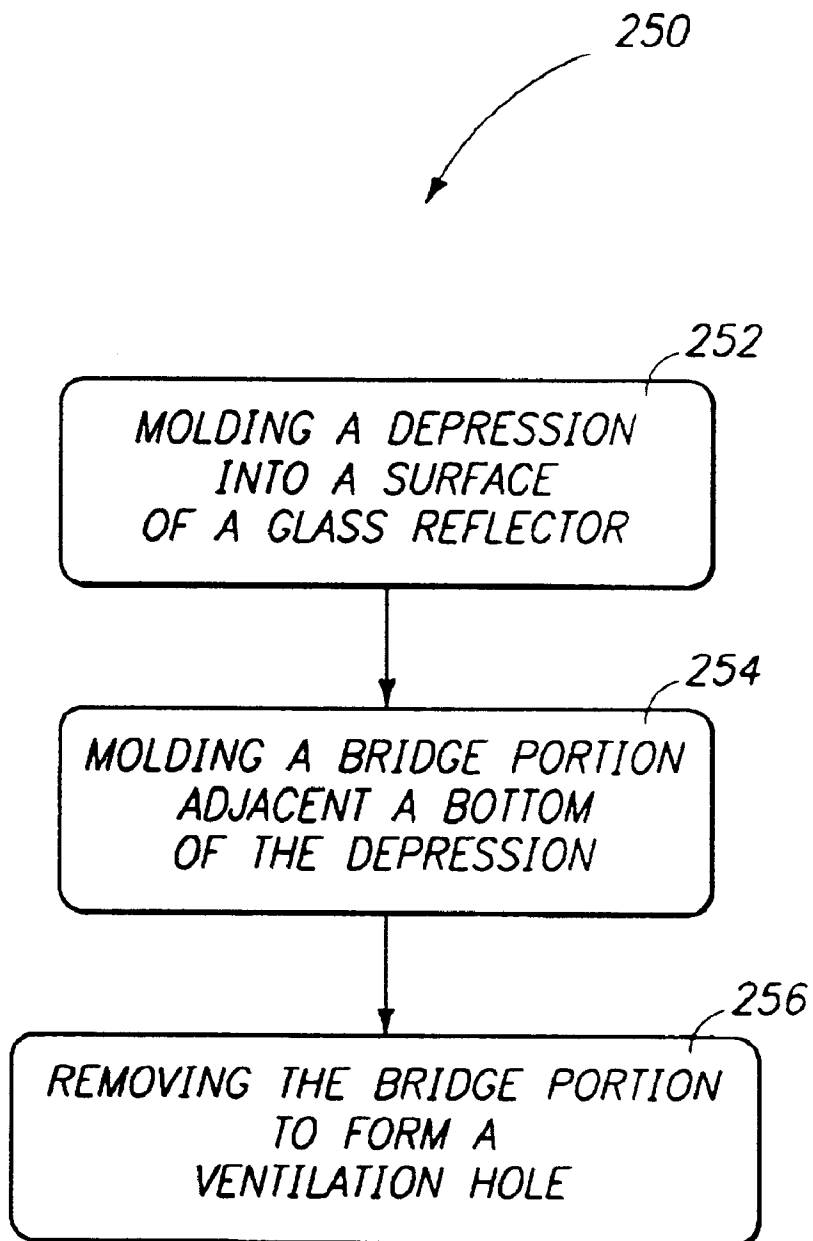 250
252
MOLDING A DEPRESSION
INTO A SURFACE
OF A GLASS REFLECTOR
254
MOLDING A BRIDGE PORTION
ADJACENT A BOTTOM
OF THE DEPRESSION
256
REMOVING THE BRIDGE PORTION
TO FORM A
VENTILATION HOLE